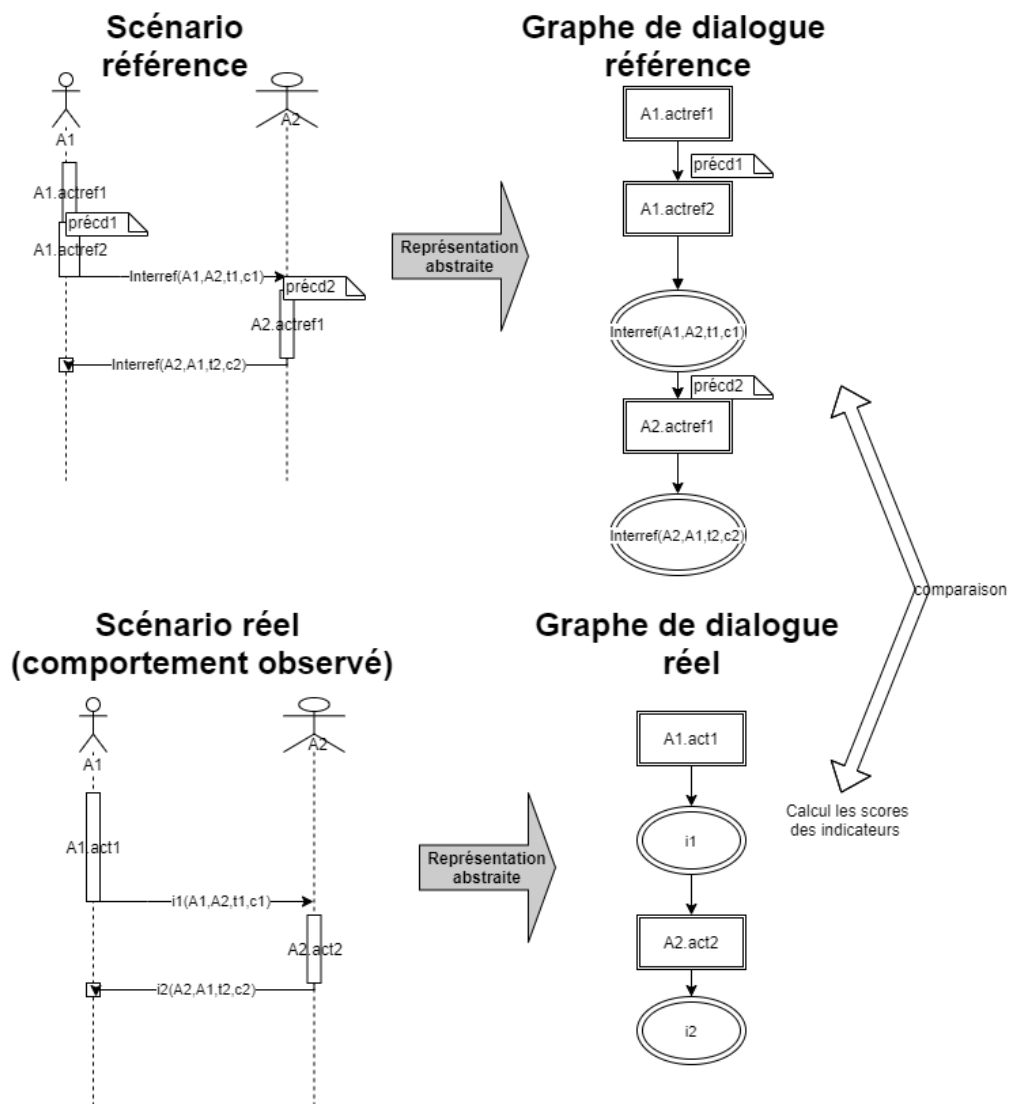 Scénario
référence
Graphe de dialogue
référence
A1
A2
A1.actref1
précd1
A1.actref2
Interref(A1,A2,t1,c1)
précd2
A2.actref1
Interref(A2,A1,t2,c2)
Représentation
abstraite
A1.actref1
précd1
A1.actref2
Interref(A1,A2,t1,c1)
précd2
A2.actref1
Interref(A2,A1,t2,c2)
comparaison
Scénario réel
(comportement observé)
Graphe de dialogue
réel
A1
A2
A1.act1
i1(A1,A2,t1,c1)
A2.act2
i2(A2,A1,t2,c2)
Représentation
abstraite
A1.act1
i1
A2.act2
i2
Calcul les scores
des indicateurs